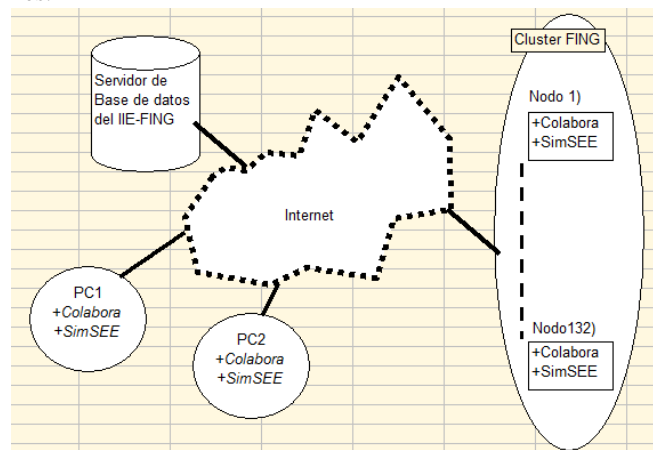 Cluster FING
Servidor de
Base de datos
del IIE-FING
Nodo 1)
+Colabora
+SimSEE
Internet
PC1
+Colabora
+SimSEE
PC2
+Colabora
+SimSEE
Nodo132)
+Colabora
+SimSEE